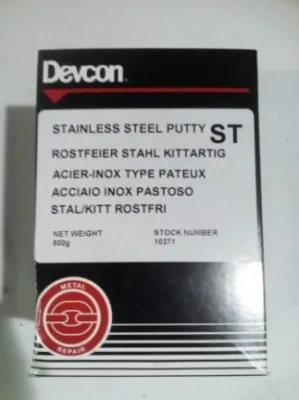 Devcon
STAINLESS STEEL PUTTY ST
ROSTFEIER STAHL KITTARTIG
ACIER-INOX TYPE PATEUX
ACCIAIO INOX PASTOSO
STAL/KITT ROSTFRI
NET WEIGHT STOCK NUMBER
500g 10271
METAL
REPAIR